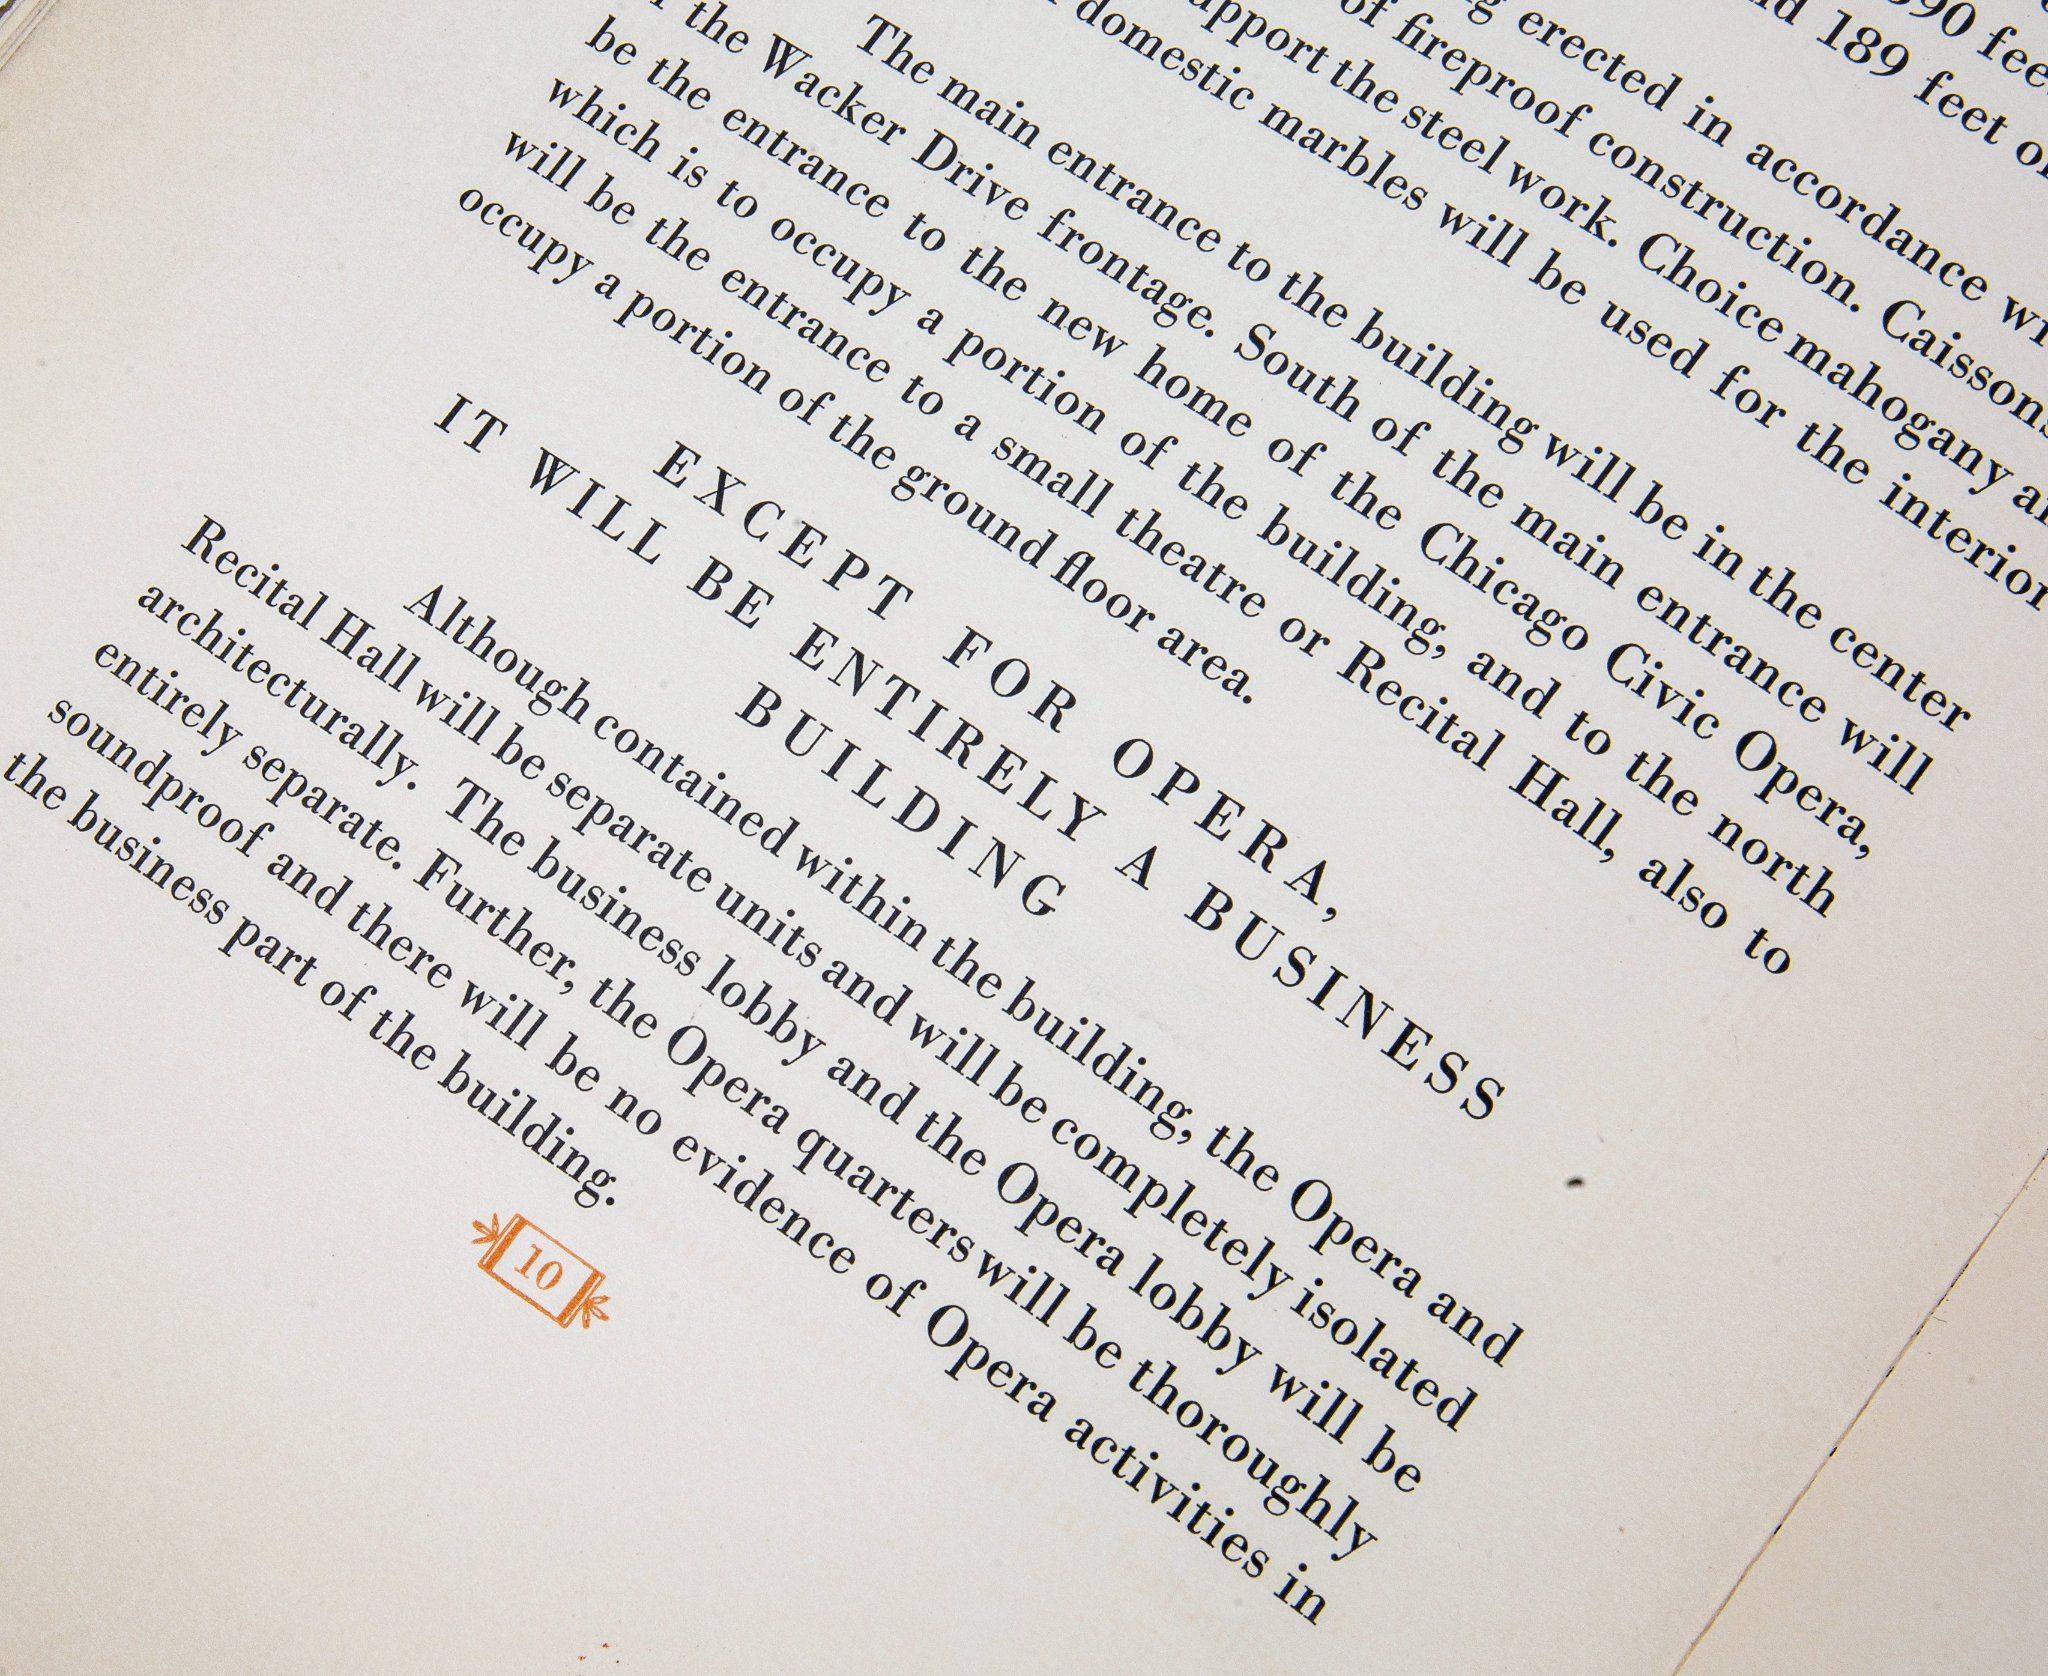 390 feet
and 189 feet
erected in accordance
of fireproof construction. Caissons
support the steel work. Choice mahogany
domestic marbles will be used for the interior
The main entrance to the building will be in the center
the Wacker Drive frontage. South of the main entrance will
be the entrance to the new home of the Chicago Civic Opera,
which is to occupy a portion of the building, and to the north
will be the entrance to a small theatre or Recital Hall, also to
occupy a portion of the ground floor area.
EXCEPT FOR OPERA,
IT WILL BE ENTIRELY A BUSINESS
BUILDING
Although contained within the building, the Opera and
Recital Hall will be separate units and will be completely isolated
architecturally. The business lobby and the Opera lobby will be
entirely separate. Further, the Opera quarters will be thoroughly
soundproof and there will be no evidence of Opera activities in
the business part of the building.
10